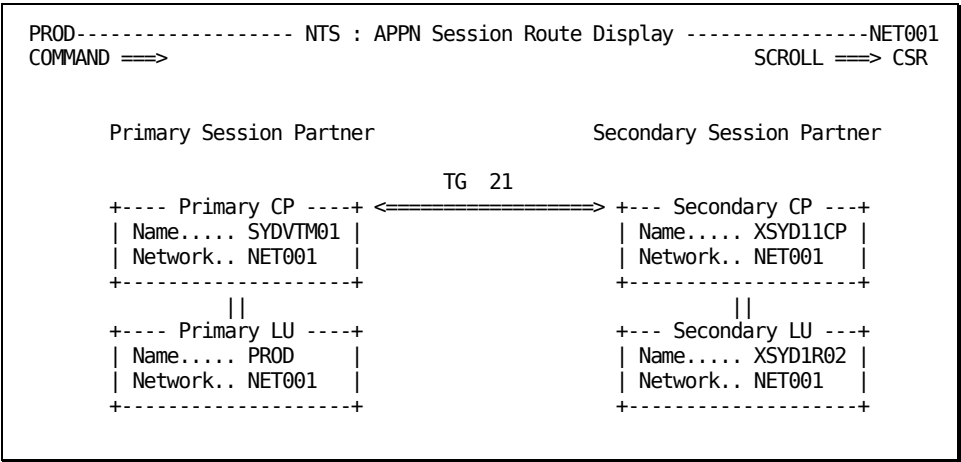 PROD------------------- NTS : APPN Session Route Display ----------------NET001
COMMAND ===>                                                    SCROLL ===> CSR
Primary Session Partner                      Secondary Session Partner
TG  21
+---- Primary CP ----+ <==================> +--- Secondary CP ---+
| Name..... SYDVTM01 |                      | Name..... XSYD11CP |
| Network.. NET001   |                      | Network.. NET001   |
+--------------------+                      +--------------------+
||                                          ||
+---- Primary LU ----+                      +--- Secondary LU ---+
| Name..... PROD     |                      | Name..... XSYD1R02 |
| Network.. NET001   |                      | Network.. NET001   |
+--------------------+                      +--------------------+